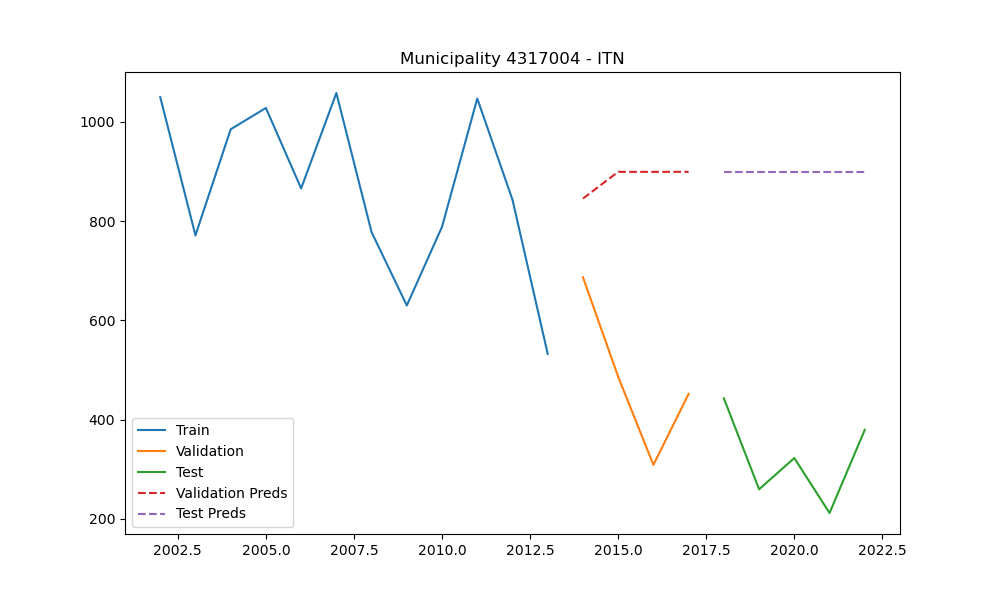 Municipality 4317004 - ITN
1000
800
600
400
200
Train
Validation
Test
Validation Preds
Test Preds
2002.5 2005.0 2007.5 2010.0 2012.5 2015.0 2017.5 2020.0 2022.5